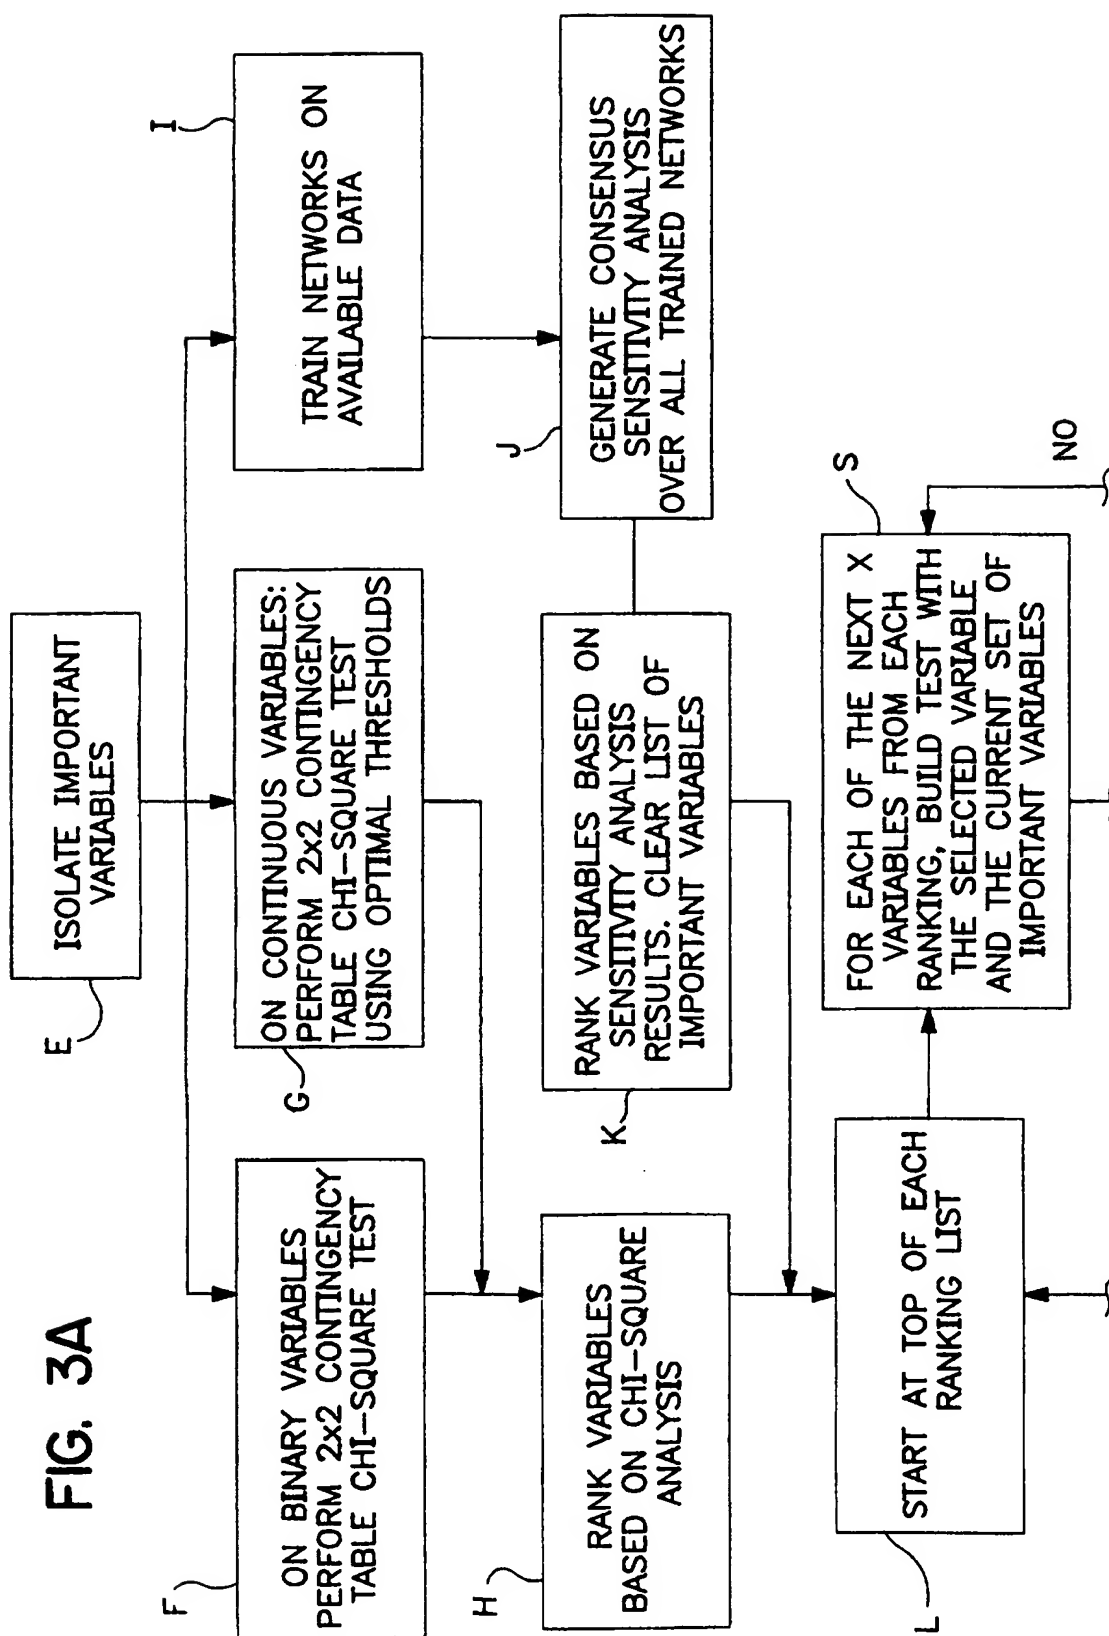 FIG. 3A
E
ISOLATE IMPORTANT
VARIABLES
F
ON BINARY VARIABLES
PERFORM 2x2 CONTINGENCY
TABLE CHI-SQUARE TEST
G
ON CONTINUOUS VARIABLES:
PERFORM 2x2 CONTINGENCY
TABLE CHI-SQUARE TEST
USING OPTIMAL THRESHOLDS
I
TRAIN NETWORKS ON
AVAILABLE DATA
H
RANK VARIABLES
BASED ON CHI-SQUARE
ANALYSIS
K
RANK VARIABLES BASED ON
SENSITIVITY ANALYSIS
RESULTS. CLEAR LIST OF
IMPORTANT VARIABLES
J
GENERATE CONSENSUS
SENSITIVITY ANALYSIS
OVER ALL TRAINED NETWORKS
L
START AT TOP OF EACH
RANKING LIST
S
FOR EACH OF THE NEXT X
VARIABLES FROM EACH
RANKING, BUILD TEST WITH
THE SELECTED VARIABLE
AND THE CURRENT SET OF
IMPORTANT VARIABLES
NO